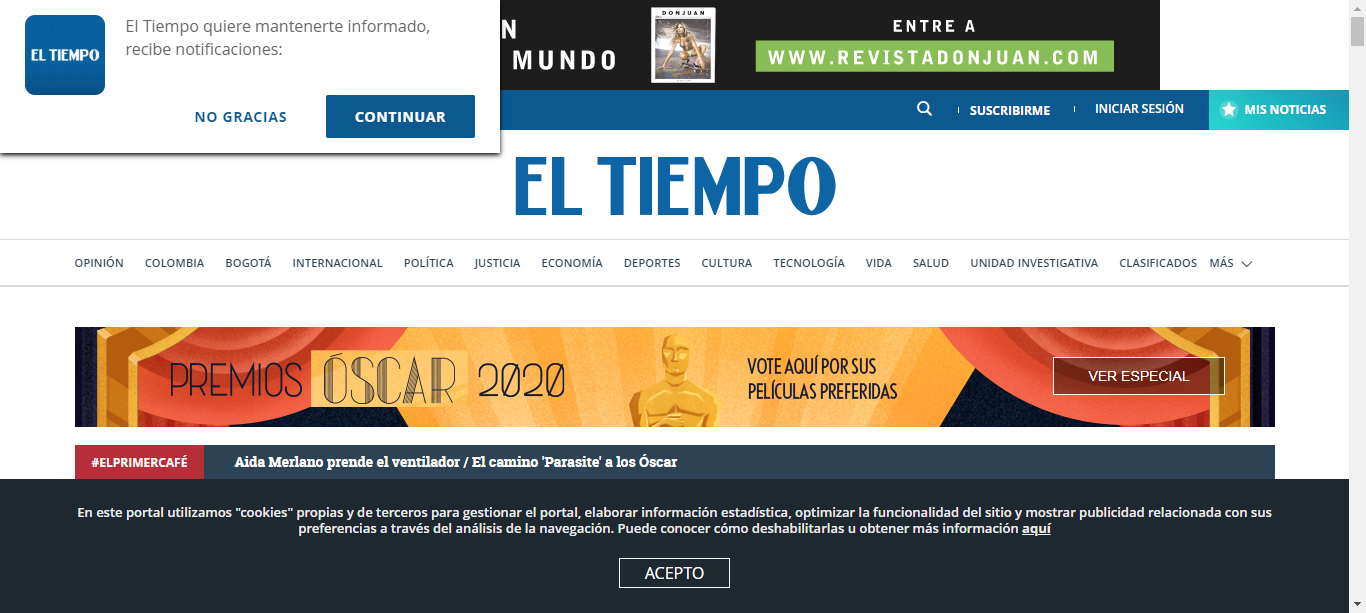 El Tiempo quiere mantenerte informado,
recibe notificaciones:
EL TIEMPO
NO GRACIAS
CONTINUAR
N
MUNDO
DONJUAN
ENTRE A
WWW.REVISTADONJUAN.COM
SUSCRIBIRME
INICIAR SESIÓN
MIS NOTICIAS
EL TIEMPO
OPINIÓN COLOMBIA BOGOTÁ INTERNACIONAL POLÍTICA JUSTICIA ECONOMÍA DEPORTES CULTURA TECNOLOGÍA VIDA SALUD UNIDAD INVESTIGATIVA CLASIFICADOS MÁS
PREMIOS ÓSCAR 2020
VOTE AQUÍ POR SUS
PELÍCULAS PREFERIDAS
VER ESPECIAL
#ELPRIMERCAFÉ
Aida Merlano prende el ventilador / El camino 'Parasite' a los Óscar
En este portal utilizamos "cookies" propias y de terceros para gestionar el portal, elaborar información estadística, optimizar la funcionalidad del sitio y mostrar publicidad relacionada con sus
preferencias a través del análisis de la navegación. Puede conocer cómo deshabilitarlas u obtener más información aquí
ACEPTO